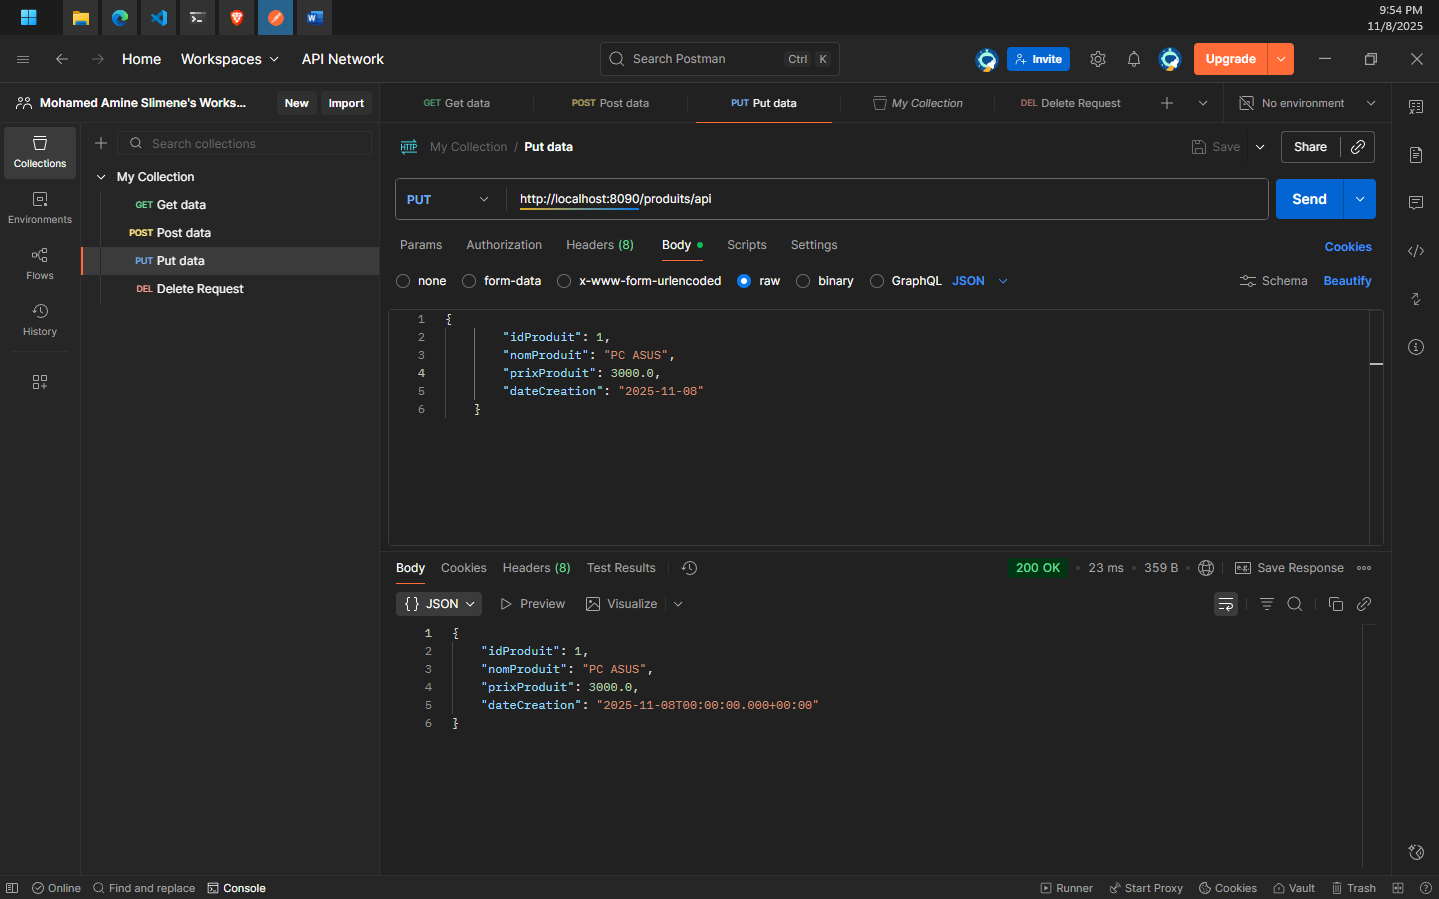 9:54 PM
11/8/2025
Home
Workspaces
API Network
Search Postman
Ctrl
K
Invite
Upgrade
Mohamed Amine Slimene's Works...
New
Import
GET Get data
POST Post data
PUT Put data
My Collection
DEL Delete Request
No environment
Collections
Environments
Flows
History
Search collections
My Collection
GET Get data
POST Post data
PUT Put data
DEL Delete Request
HTTP
My Collection / Put data
Save
Share
PUT
http://localhost:8090/produits/api
Send
Params
Authorization
Headers (8)
Body
Scripts
Settings
Cookies
none
form-data
x-www-form-urlencoded
raw
binary
GraphQL
JSON
Schema
Beautify
1 {
2 "idProduit": 1,
3 "nomProduit": "PC ASUS",
4 "prixProduit": 3000.0,
5 "dateCreation": "2025-11-08"
6 }
Body
Cookies
Headers (8)
Test Results
200 OK
23 ms
359 B
e.g.
Save Response
{} JSON
Preview
Visualize
1 {
2 "idProduit": 1,
3 "nomProduit": "PC ASUS",
4 "prixProduit": 3000.0,
5 "dateCreation": "2025-11-08T00:00:00.000+00:00"
6 }
Online
Find and replace
Console
Runner
Start Proxy
Cookies
Vault
Trash